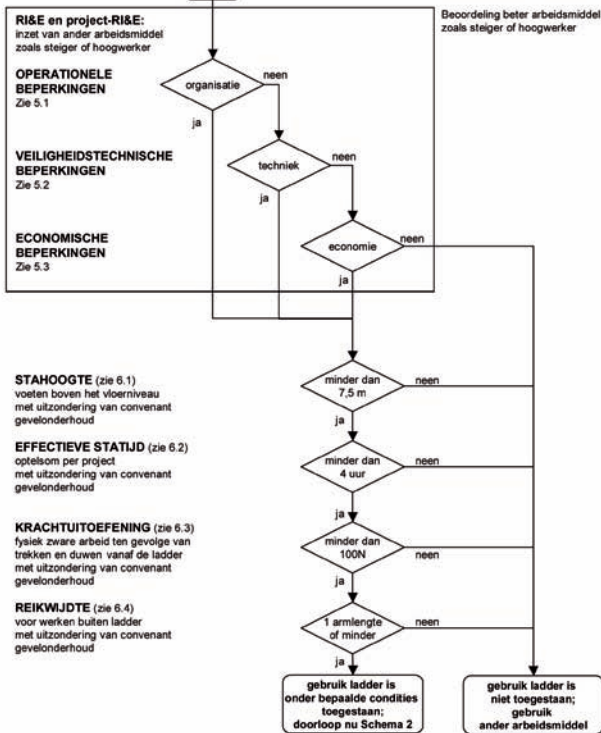 RI&E en project-RI&E:
inzet van ander arbeidsmiddel
zoals steiger of hoogwerker
Beoordeling beter arbeidsmiddel
zoals steiger of hoogwerker
OPERATIONELE
BEPERKINGEN
Zie 5.1
organisatie
neen
ja
VEILIGHEIDSTECHNISCHE
BEPERKINGEN
Zie 5.2
techniek
neen
ja
ECONOMISCHE
BEPERKINGEN
Zie 5.3
economie
neen
ja
STAHOOGTE (zie 6.1)
voeten boven het vloerniveau
met uitzondering van convenant
gevelonderhoud
minder dan
7,5 m
neen
ja
EFFECTIEVE STATIJD (zie 6.2)
optelsom per project
met uitzondering van convenant
gevelonderhoud
minder dan
4 uur
neen
ja
KRACHTUITOEFENING (zie 6.3)
fysiek zware arbeid ten gevolge van
trekken en duwen vanaf de ladder
met uitzondering van convenant
gevelonderhoud
minder dan
100N
neen
ja
REIKWIJDTE (zie 6.4)
voor werken buiten ladder
met uitzondering van convenant
gevelonderhoud
1 armlengte
of minder
neen
ja
gebruik ladder is
onder bepaalde condities
toegestaan;
doorloop nu Schema 2
gebruik ladder is
niet toegestaan;
gebruik
ander arbeidsmiddel